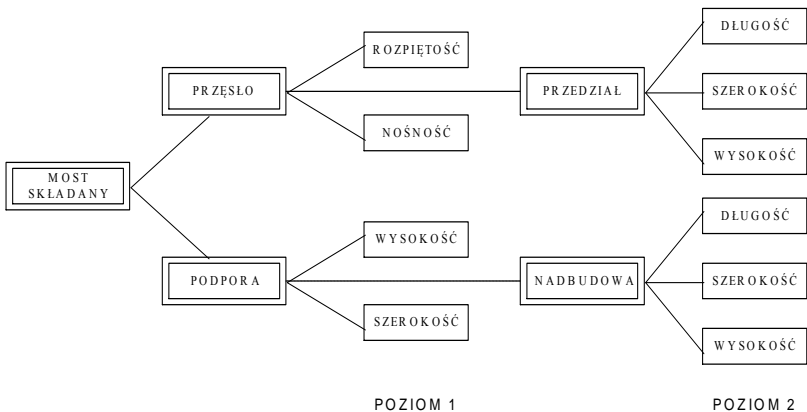 DŁUGOŚĆ
ROZPIĘTOŚĆ
PRZĘSŁO
PRZEDZIAŁ
SZEROKOŚĆ
NOŚNOŚĆ
WYSOKOŚĆ
MOST
SKŁADANY
DŁUGOŚĆ
WYSOKOŚĆ
PODPORA
NADBUDOWA
SZEROKOŚĆ
SZEROKOŚĆ
WYSOKOŚĆ
POZIOM 1
POZIOM 2